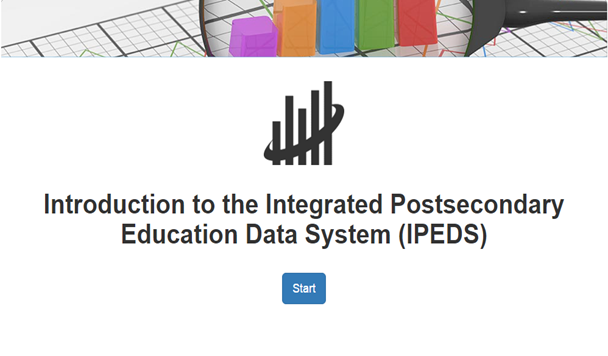 Introduction to the Integrated Postsecondary
Education Data System (IPEDS)
Start